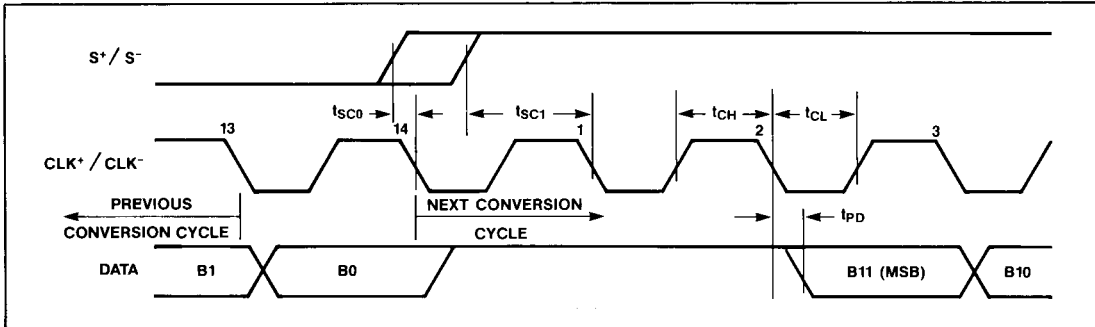 S+/S-
tSC0 tSC1 tCH tCL
13 14 1 2 3
CLK+/CLK-
PREVIOUS CONVERSION CYCLE
NEXT CONVERSION CYCLE
tPD
DATA B1 B0 B11 (MSB) B10